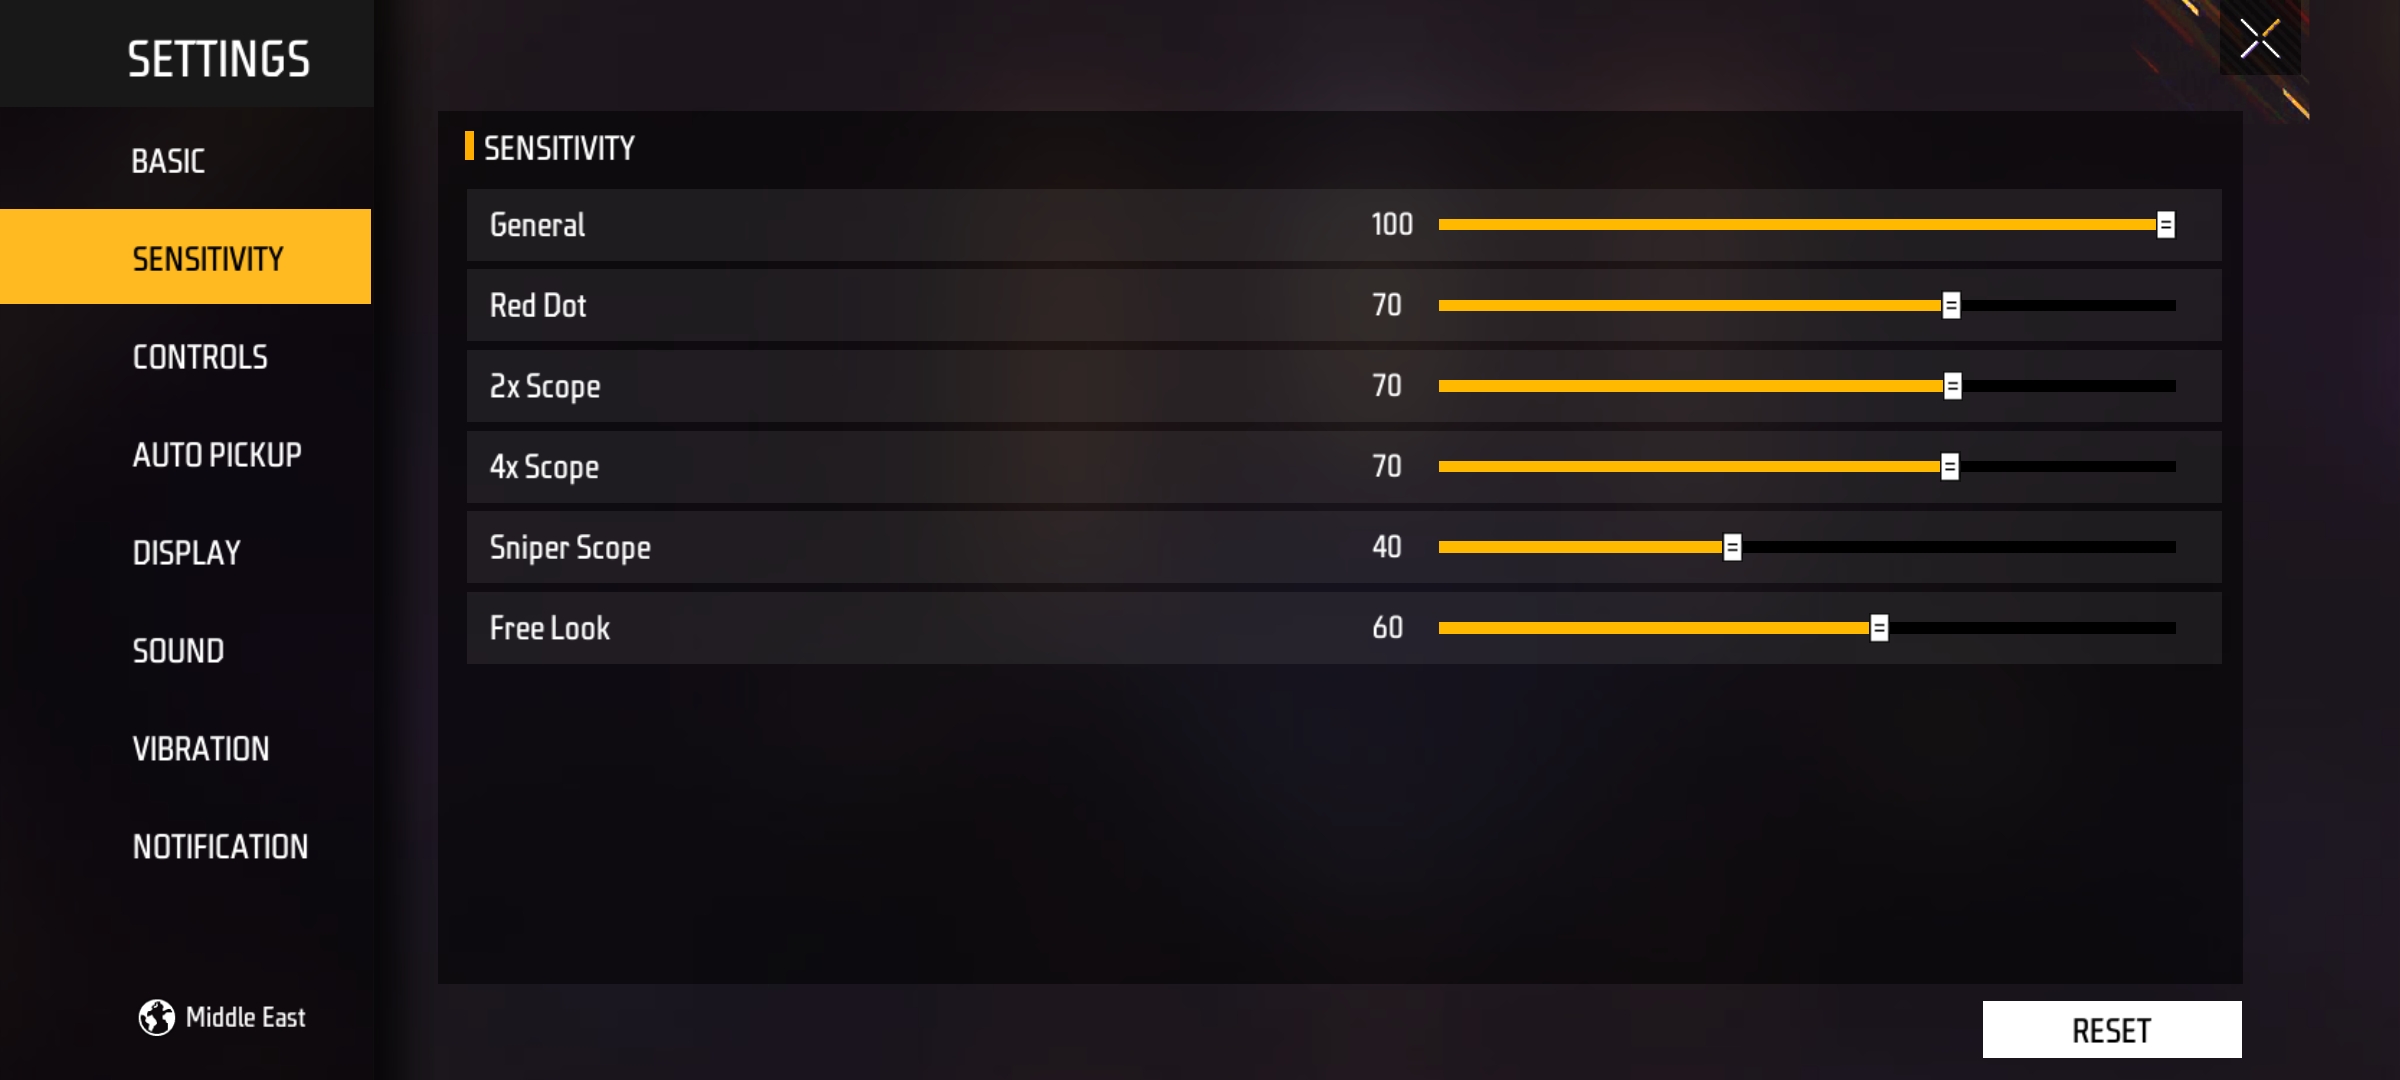 SETTINGS
BASIC
SENSITIVITY
CONTROLS
AUTO PICKUP
DISPLAY
SOUND
VIBRATION
NOTIFICATION
Middle East
SENSITIVITY
General 100
Red Dot 70
2x Scope 70
4x Scope 70
Sniper Scope 40
Free Look 60
RESET